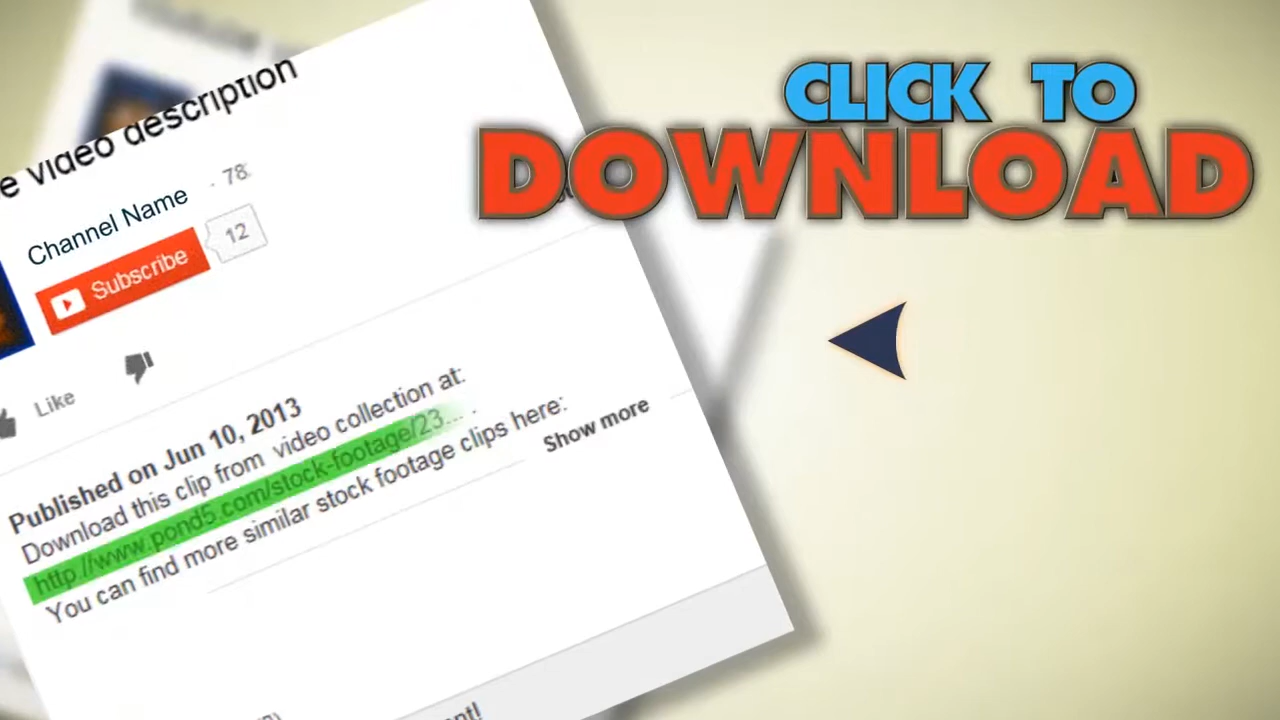 CLICK TO
DOWNLOAD
e video description
Channel Name
78
Subscribe
12
Like
Published on Jun 10, 2013
Download this clip from video collection at:
http://www.pond5.com/stock-footage/23...
You can find more similar stock footage clips here:
Show more